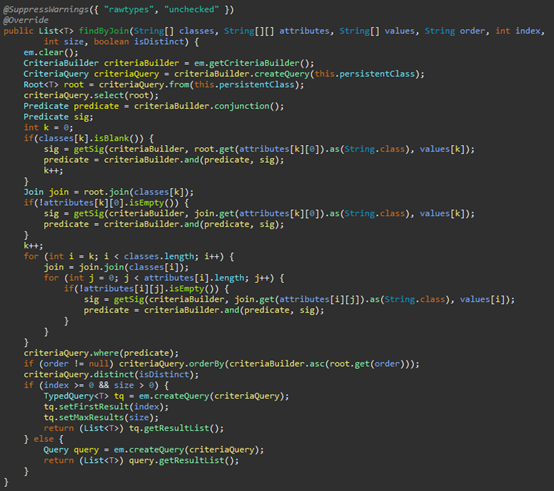 @SuppressWarnings({ "rawtypes", "unchecked" })
@Override
public List<T> findByJoin(String[] classes, String[][] attributes, String[] values, String order, int index,
        int size, boolean isDistinct) {
    em.clear();
    CriteriaBuilder criteriaBuilder = em.getCriteriaBuilder();
    CriteriaQuery criteriaQuery = criteriaBuilder.createQuery(this.persistentClass);
    Root<T> root = criteriaQuery.from(this.persistentClass);
    criteriaQuery.select(root);
    Predicate predicate = criteriaBuilder.conjunction();
    Predicate sig;
    int k = 0;
    if(classes[k].isBlank()) {
        sig = getSig(criteriaBuilder, root.get(attributes[k][0]).as(String.class), values[k]);
        predicate = criteriaBuilder.and(predicate, sig);
        k++;
    }
    Join join = root.join(classes[k]);
    if(!attributes[k][0].isEmpty()) {
        sig = getSig(criteriaBuilder, join.get(attributes[k][0]).as(String.class), values[k]);
        predicate = criteriaBuilder.and(predicate, sig);
    }
    k++;
    for (int i = k; i < classes.length; i++) {
        join = join.join(classes[i]);
        for (int j = 0; j < attributes[i].length; j++) {
            if(!attributes[i][j].isEmpty()) {
                sig = getSig(criteriaBuilder, join.get(attributes[i][j]).as(String.class), values[i]);
                predicate = criteriaBuilder.and(predicate, sig);
            }
        }
    }
    criteriaQuery.where(predicate);
    if (order != null) criteriaQuery.orderBy(criteriaBuilder.asc(root.get(order)));
    criteriaQuery.distinct(isDistinct);
    if (index >= 0 && size > 0) {
        TypedQuery<T> tq = em.createQuery(criteriaQuery);
        tq.setFirstResult(index);
        tq.setMaxResults(size);
        return (List<T>) tq.getResultList();
    } else {
        Query query = em.createQuery(criteriaQuery);
        return (List<T>) query.getResultList();
    }
}